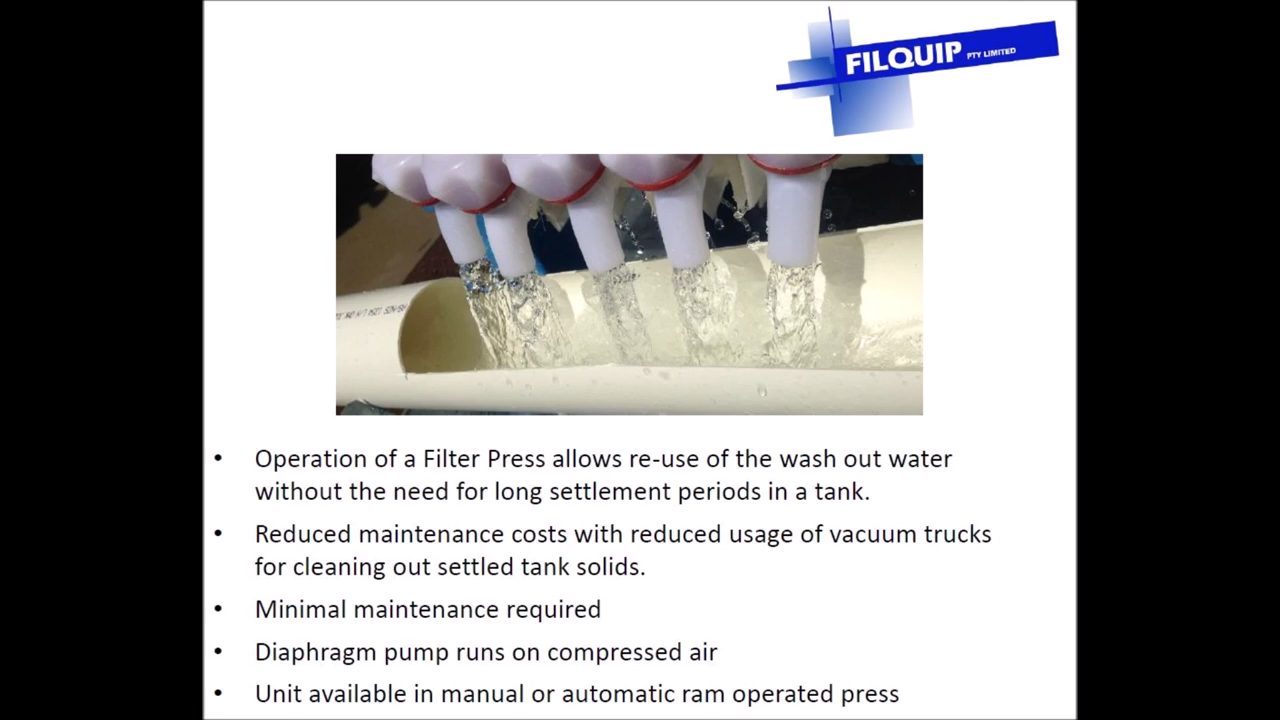 FILQUIP PTY LIMITED
• Operation of a Filter Press allows re-use of the wash out water
without the need for long settlement periods in a tank.
• Reduced maintenance costs with reduced usage of vacuum trucks
for cleaning out settled tank solids.
• Minimal maintenance required
• Diaphragm pump runs on compressed air
• Unit available in manual or automatic ram operated press